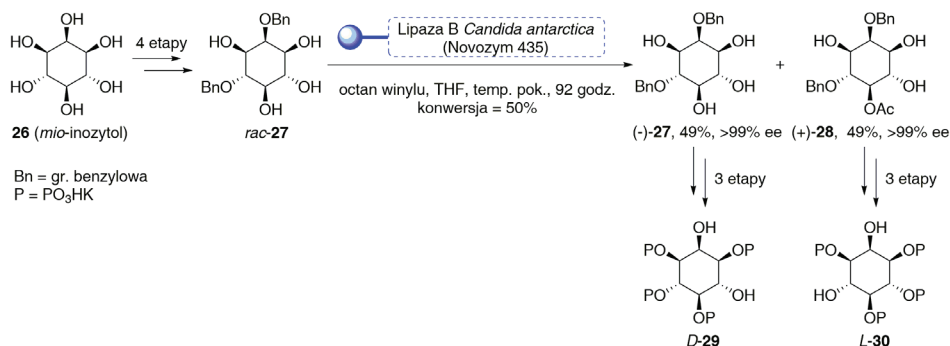 OH
HO
OH
HO
OH
OH
4 etapy
OBn
HO
OH
BnO
OH
OH
Lipaza B Candida antarctica
(Novozym 435)
octan winylu, THF, temp. pok., 92 godz.
konwersja = 50%
OBn
HO
OH
BnO
OH
OH
+
OBn
HO
OH
BnO
OH
OAc
26 (mio-inozytol)
rac-27
(-)-27, 49%, >99% ee
(+)-28, 49%, >99% ee
Bn = gr. benzylowa
P = PO3HK
3 etapy
3 etapy
OH
PO
OP
PO
OH
OP
D-29
OH
PO
OP
HO
OP
OP
L-30